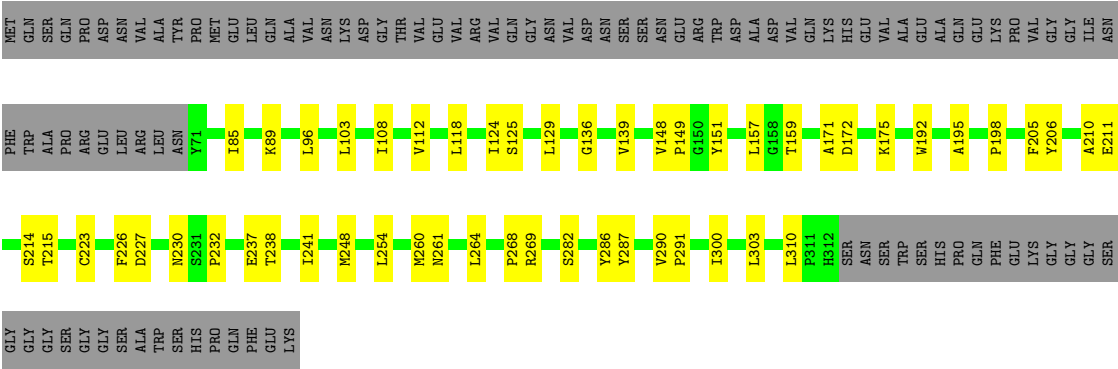 MET GLN SER GLN PRO ASP ASN VAL ALA TYR PRO MET GLU LEU GLN ALA VAL ASN LYS ASP GLY THR VAL GLU VAL ARG VAL GLN GLY ASN VAL ASP ASN SER SER ASN GLU ARG TRP ASP ALA ASP VAL GLN LYS HIS GLU VAL ALA GLU ALA GLN GLU LYS PRO VAL GLY GLY ILE ASN
PHE TRP ALA PRO ARG GLU LEU ARG LEU ASN Y71 I85 K89 L96 L103 I108 V112 L118 I124 S125 L129 G136 V139 V148 P149 G150 Y151 L157 G158 T159 A171 D172 K175 W192 A195 P198 F205 Y206 A210 E211
S214 T215 C223 F226 D227 N230 S231 P232 E237 T238 I241 M248 L254 M260 N261 L264 P268 R269 S282 Y286 Y287 V290 P291 I300 L303 L310 P311 H312 SER ASN SER TRP SER HIS PRO GLN PHE GLU LYS GLY GLY GLY SER
GLY GLY GLY SER GLY GLY SER ALA TRP SER HIS PRO GLN PHE GLU LYS